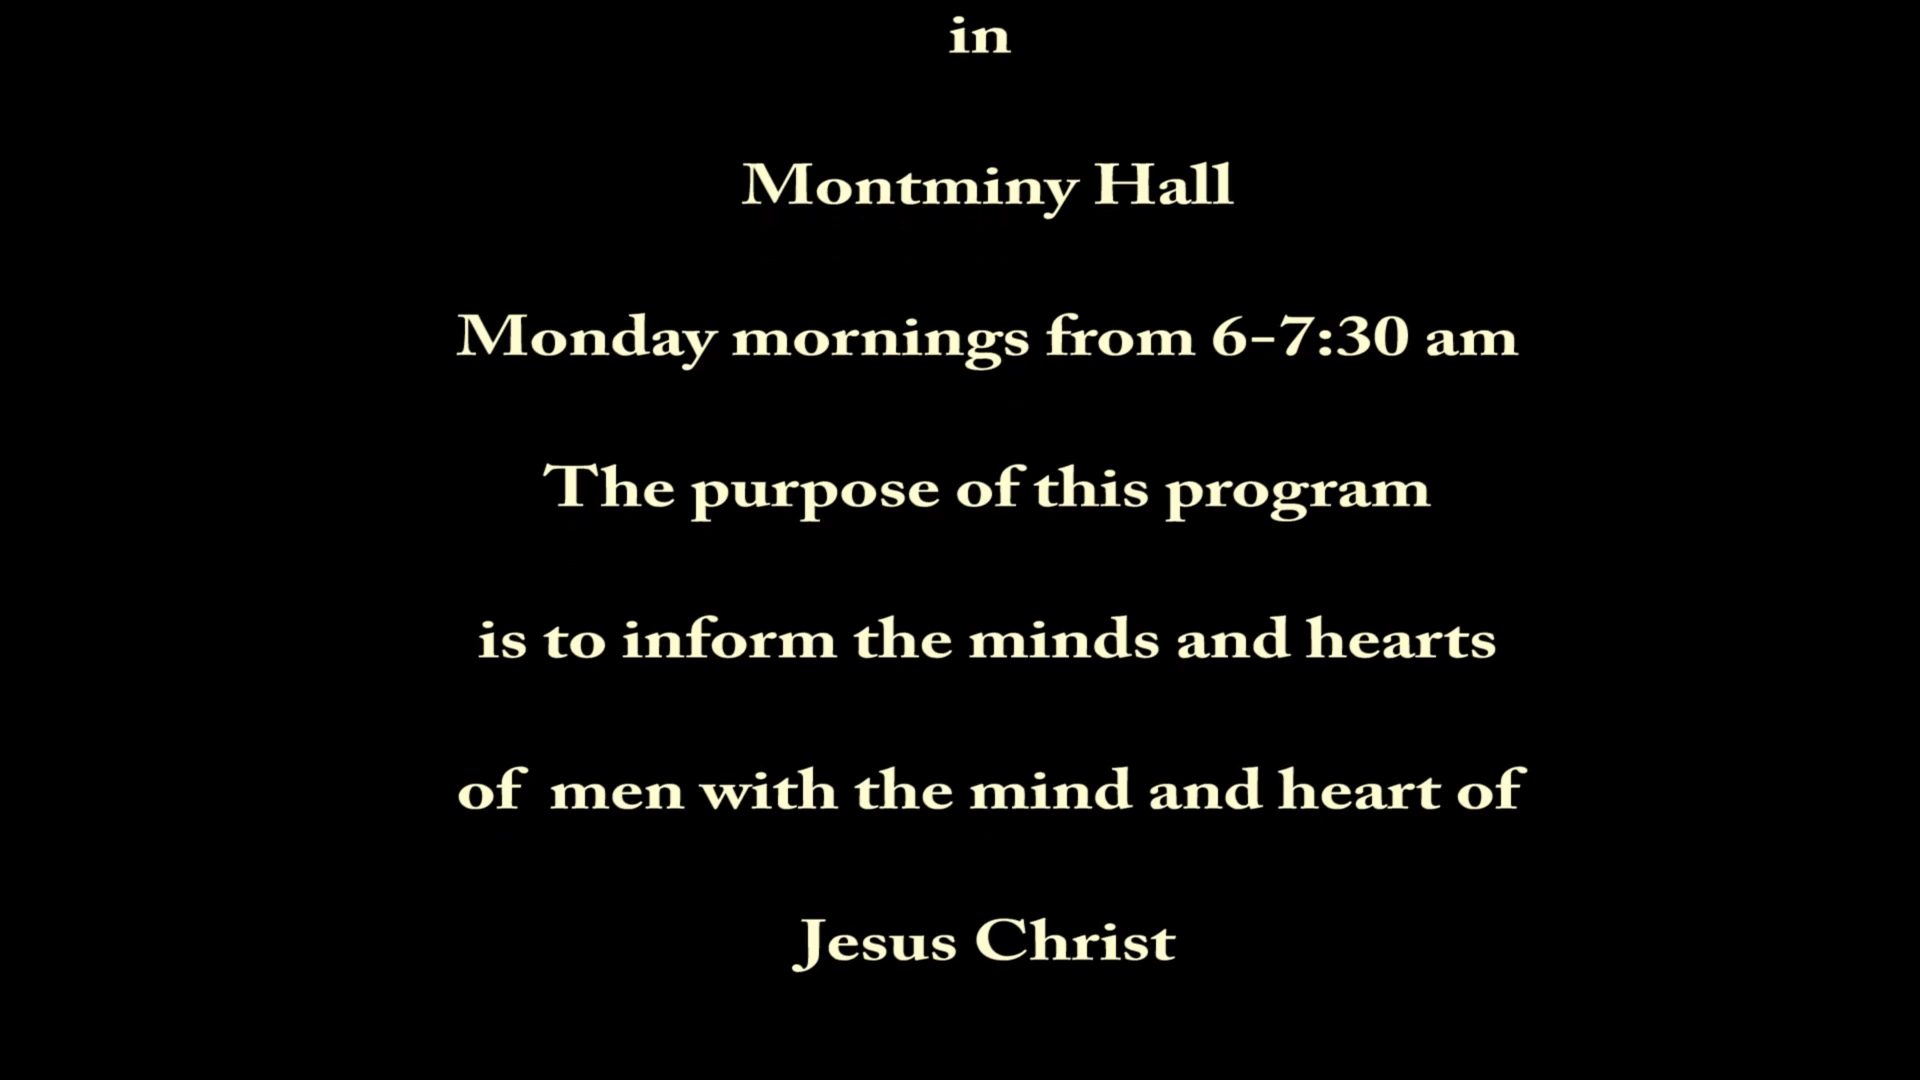 in
Montminy Hall
Monday mornings from 6-7:30 am
The purpose of this program
is to inform the minds and hearts
of men with the mind and heart of
Jesus Christ